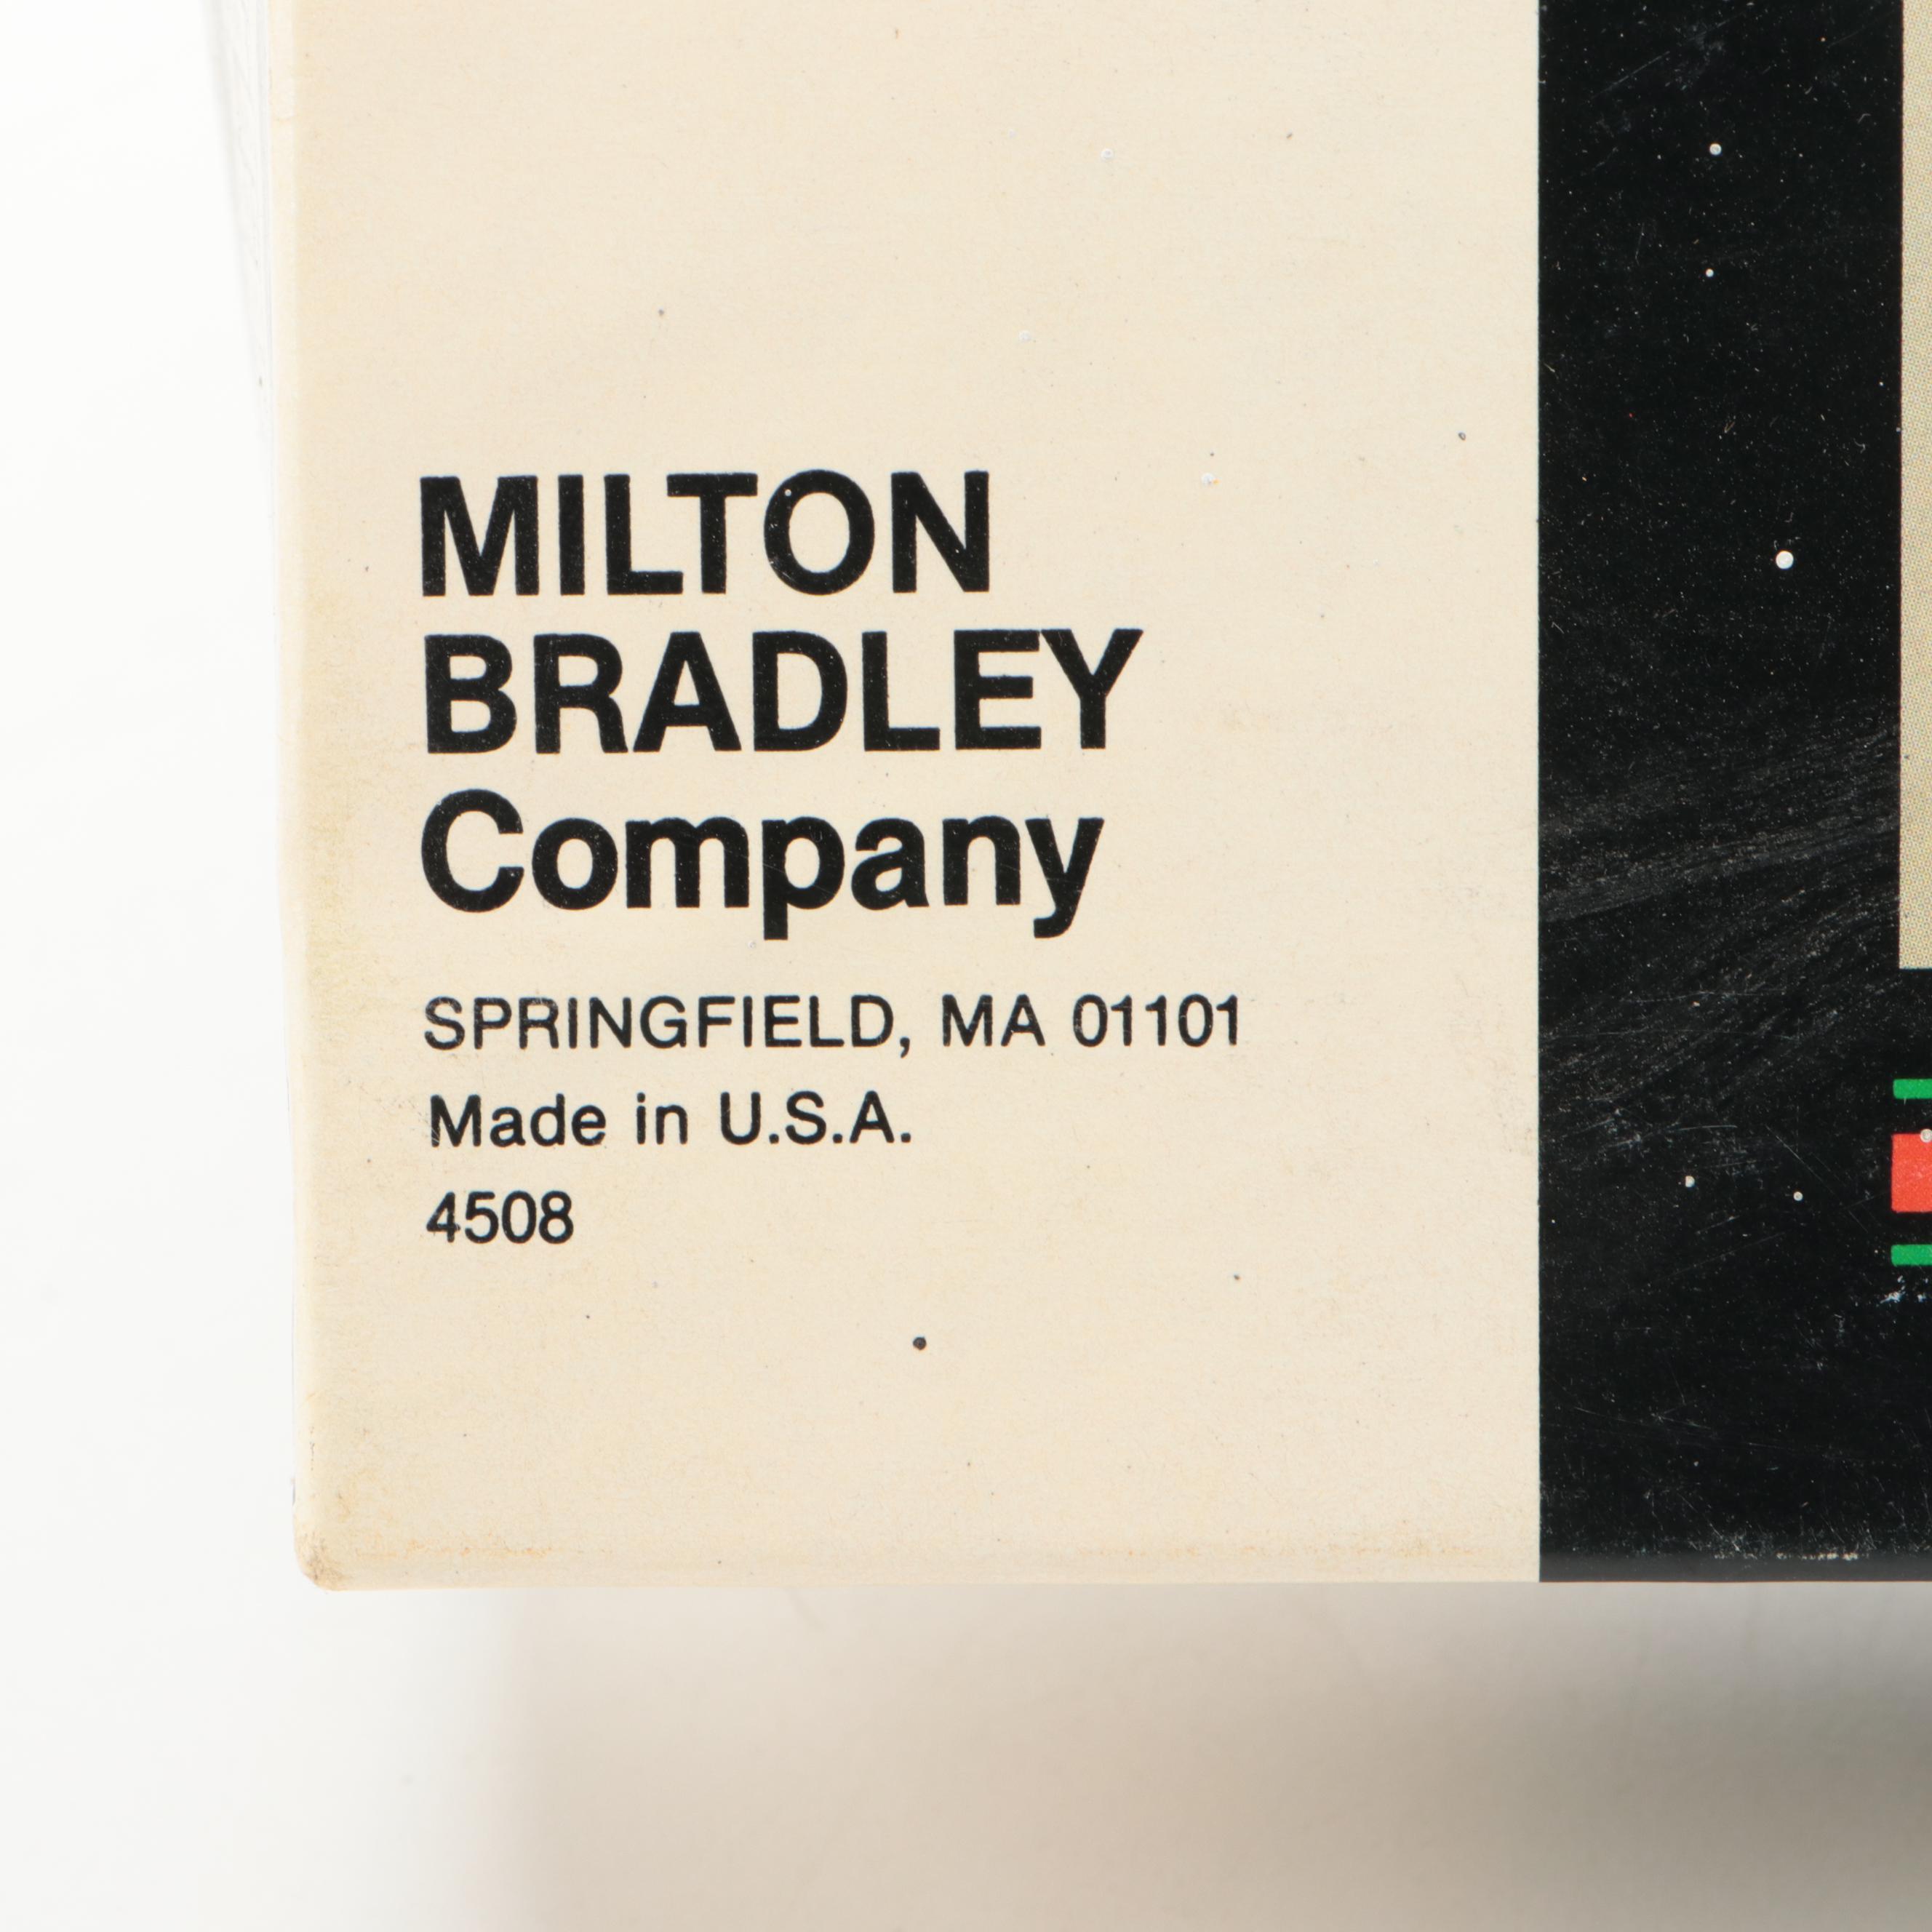 MILTON
BRADLEY
Company
SPRINGFIELD, MA 01101
Made in U.S.A.
4508